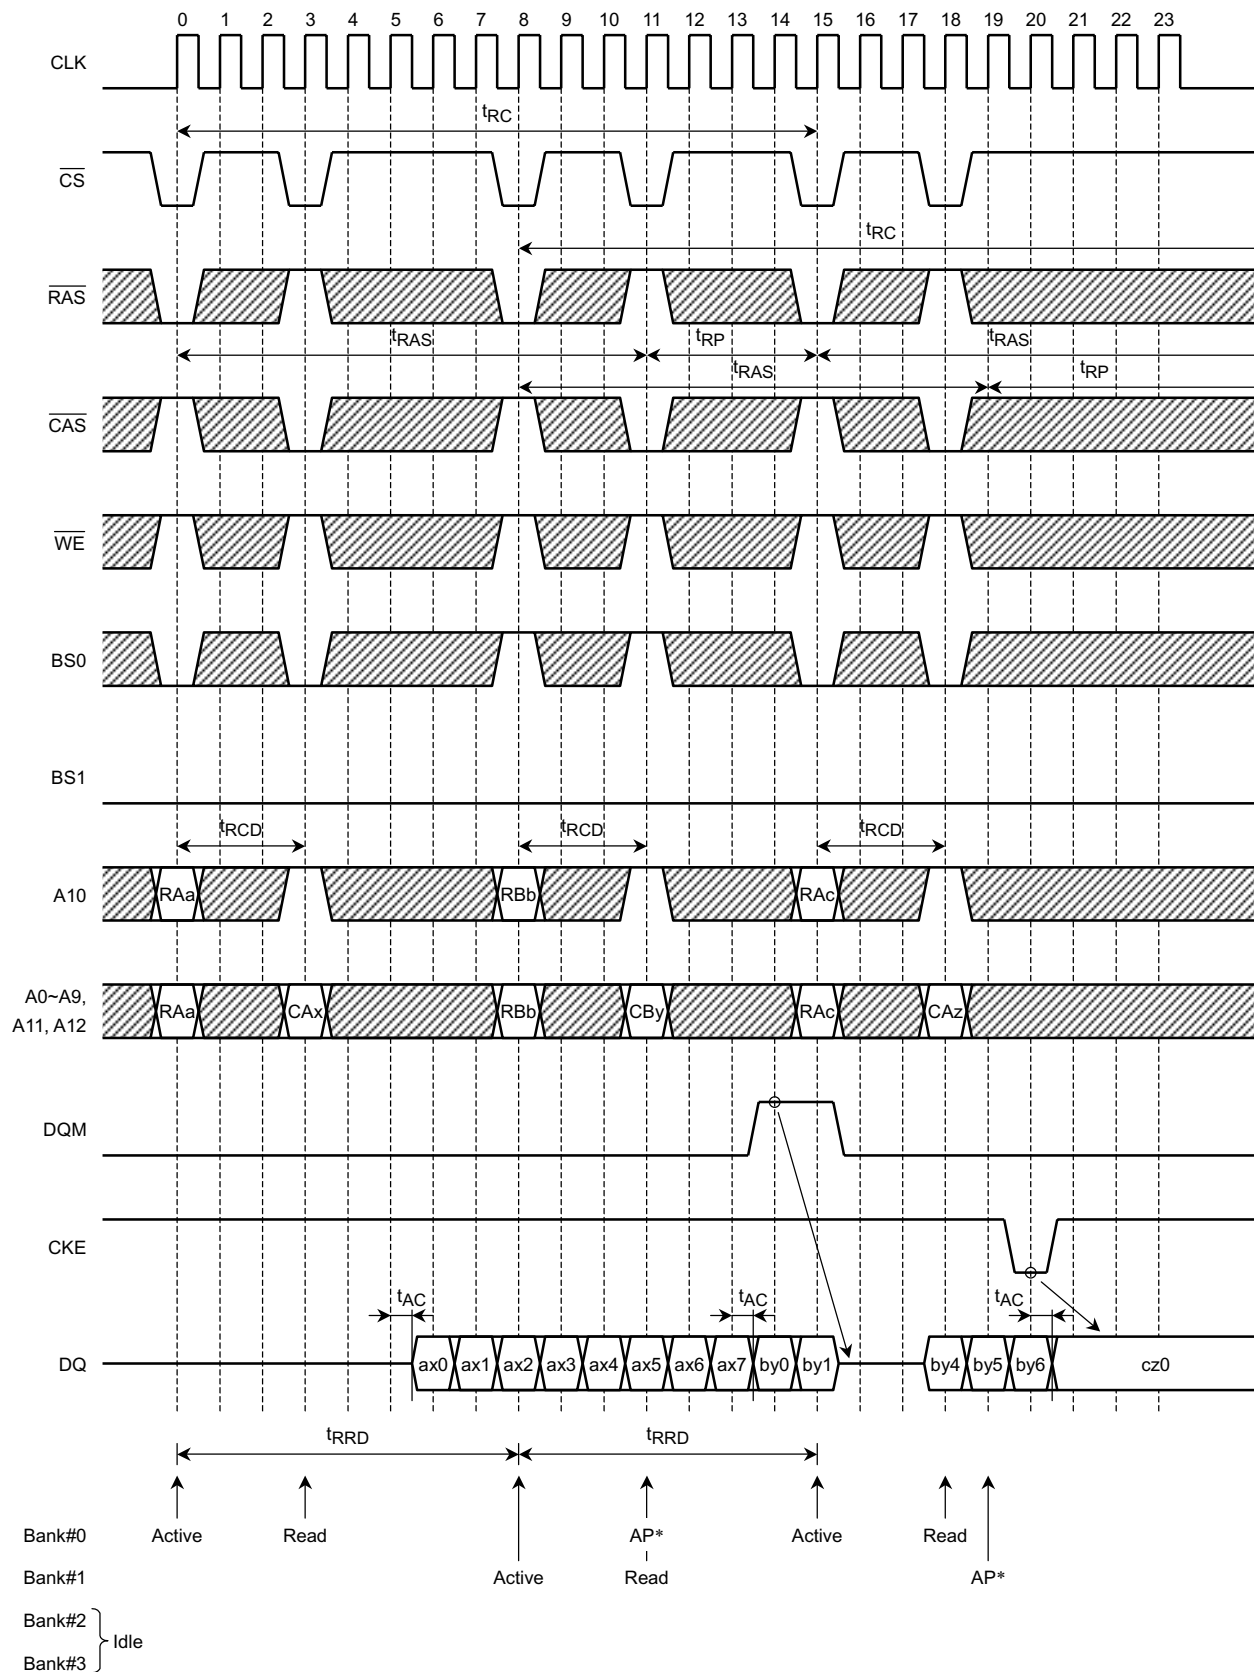 0 1 2 3 4 5 6 7 8 9 10 11 12 13 14 15 16 17 18 19 20 21 22 23
CLK
tRC
CS
tRC
RAS
tRAS tRP tRAS
tRAS tRP
CAS
WE
BS0
BS1
tRCD tRCD tRCD
A10 RAa RBb RAc
A0~A9,
A11, A12
RAa CAx RBb CBy RAc CAz
DQM
CKE
tAC tAC tAC
DQ ax0 ax1 ax2 ax3 ax4 ax5 ax6 ax7 by0 by1 by4 by5 by6 cz0
tRRD tRRD
Bank#0 Active Read AP* Active Read
Bank#1 Active Read AP*
Bank#2
Idle
Bank#3